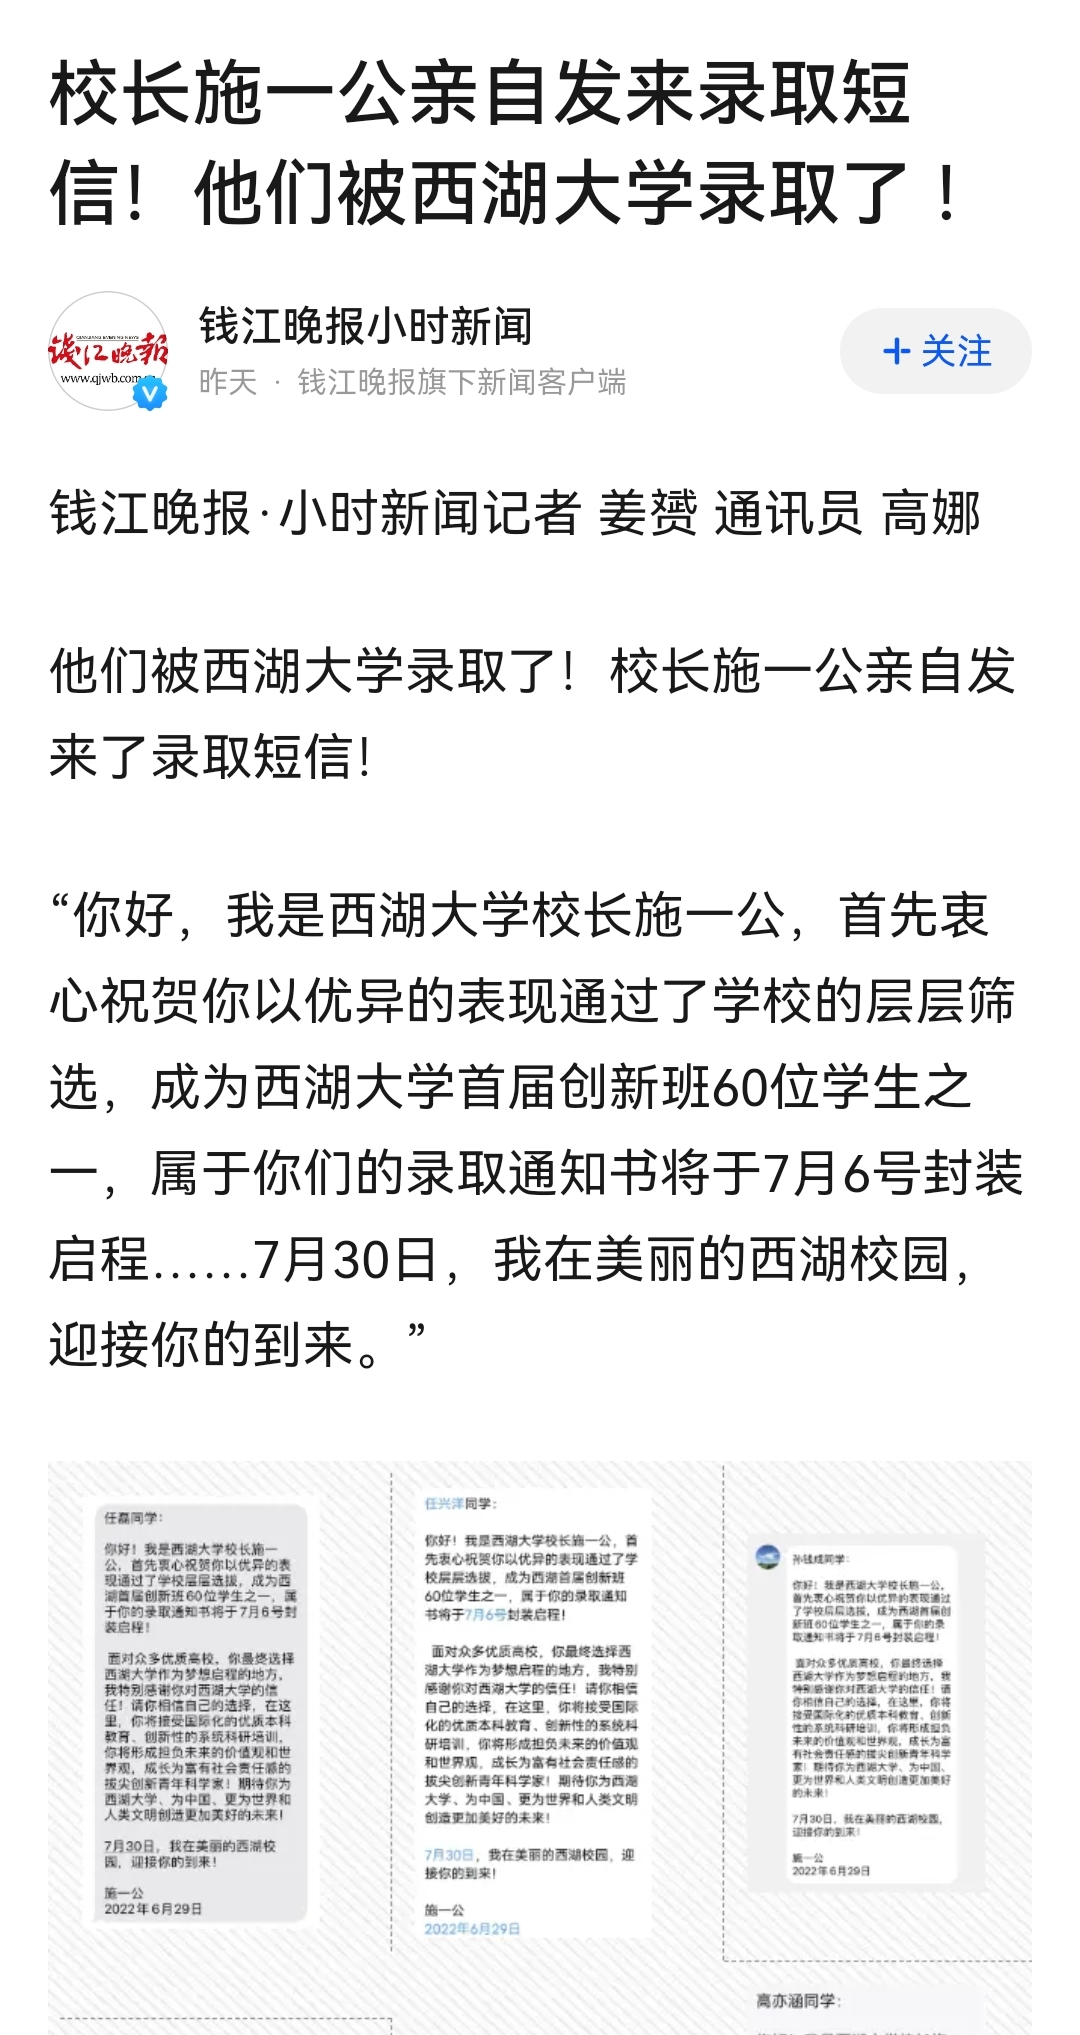 校长施一公亲自发来录取短
信！他们被西湖大学录取了！
钱江晚报
www.qjwb.com
钱江晚报小时新闻
昨天 · 钱江晚报旗下新闻客户端
+关注
钱江晚报·小时新闻记者 姜赟 通讯员 高娜
他们被西湖大学录取了！校长施一公亲自发
来了录取短信！
“你好，我是西湖大学校长施一公，首先衷
心祝贺你以优异的表现通过了学校的层层筛
选，成为西湖大学首届创新班60位学生之
一，属于你们的录取通知书将于7月6号封装
启程……7月30日，我在美丽的西湖校园，
迎接你的到来。”
任磊同学：
你好！我是西湖大学校长施一
公，首先衷心祝贺你以优异的表
现通过了学校层层选拔，成为西
湖首届创新班60位学生之一，属
于你的录取通知书将于7月6号封
装启程！
面对众多优质高校，你最终选择
西湖大学作为梦想启程的地方，
我特别感谢你对西湖大学的信
任！请你相信自己的选择，在这
里，你将接受国际化的优质本科
教育、创新性的系统科研培训，
你将形成担负未来的价值观和世
界观，成长为富有社会责任感的
拔尖创新青年科学家！期待你为
西湖大学、为中国、更为世界和
人类文明创造更加美好的未来！
7月30日，我在美丽的西湖校
园，迎接你的到来！
施一公
2022年6月29日
任兴洋同学：
你好！我是西湖大学校长施一公，首
先衷心祝贺你以优异的表现通过了学
校层层选拔，成为西湖首届创新班
60位学生之一，属于你的录取通知
书将于7月6号封装启程！
面对众多优质高校，你最终选择西
湖大学作为梦想启程的地方，我特别
感谢你对西湖大学的信任！请你相信
自己的选择，在这里，你将接受国际
化的优质本科教育、创新性的系统科
研培训，你将形成担负未来的价值观
和世界观，成长为富有社会责任感的
拔尖创新青年科学家！期待你为西湖
大学、为中国、更为世界和人类文明
创造更加美好的未来！
7月30日，我在美丽的西湖校园，迎
接你的到来！
施一公
2022年6月29日
孙钱成同学：
你好！我是西湖大学校长施一公，
首先衷心祝贺你以优异的表现通过
了学校层层选拔，成为西湖首届创
新班60位学生之一，属于你的录
取通知书将于7月6号封装启程！
面对众多优质高校，你最终选择
西湖大学作为梦想启程的地方，我
特别感谢你对西湖大学的信任！请
你相信自己的选择，在这里，你将
接受国际化的优质本科教育、创新
性的系统科研培训，你将形成担负
未来的价值观和世界观，成长为富
有社会责任感的拔尖创新青年科学
家！期待你为西湖大学、为中国、
更为世界和人类文明创造更加美好
的未来！
7月30日，我在美丽的西湖校园，
迎接你的到来！
施一公
2022年6月29日
高亦涵同学：